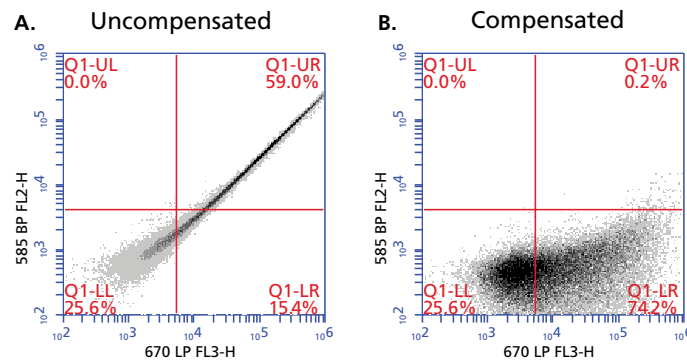 A. Uncompensated
Q1-UL
0.0%
Q1-UR
59.0%
Q1-LL
25.6%
Q1-LR
15.4%
585 BP FL2-H
10^6
10^5
10^4
10^3
10^2
10^2 10^3 10^4 10^5 10^6
670 LP FL3-H
B. Compensated
Q1-UL
0.0%
Q1-UR
0.2%
Q1-LL
25.6%
Q1-LR
74.2%
585 BP FL2-H
10^6
10^5
10^4
10^3
10^2
10^2 10^3 10^4 10^5 10^6
670 LP FL3-H